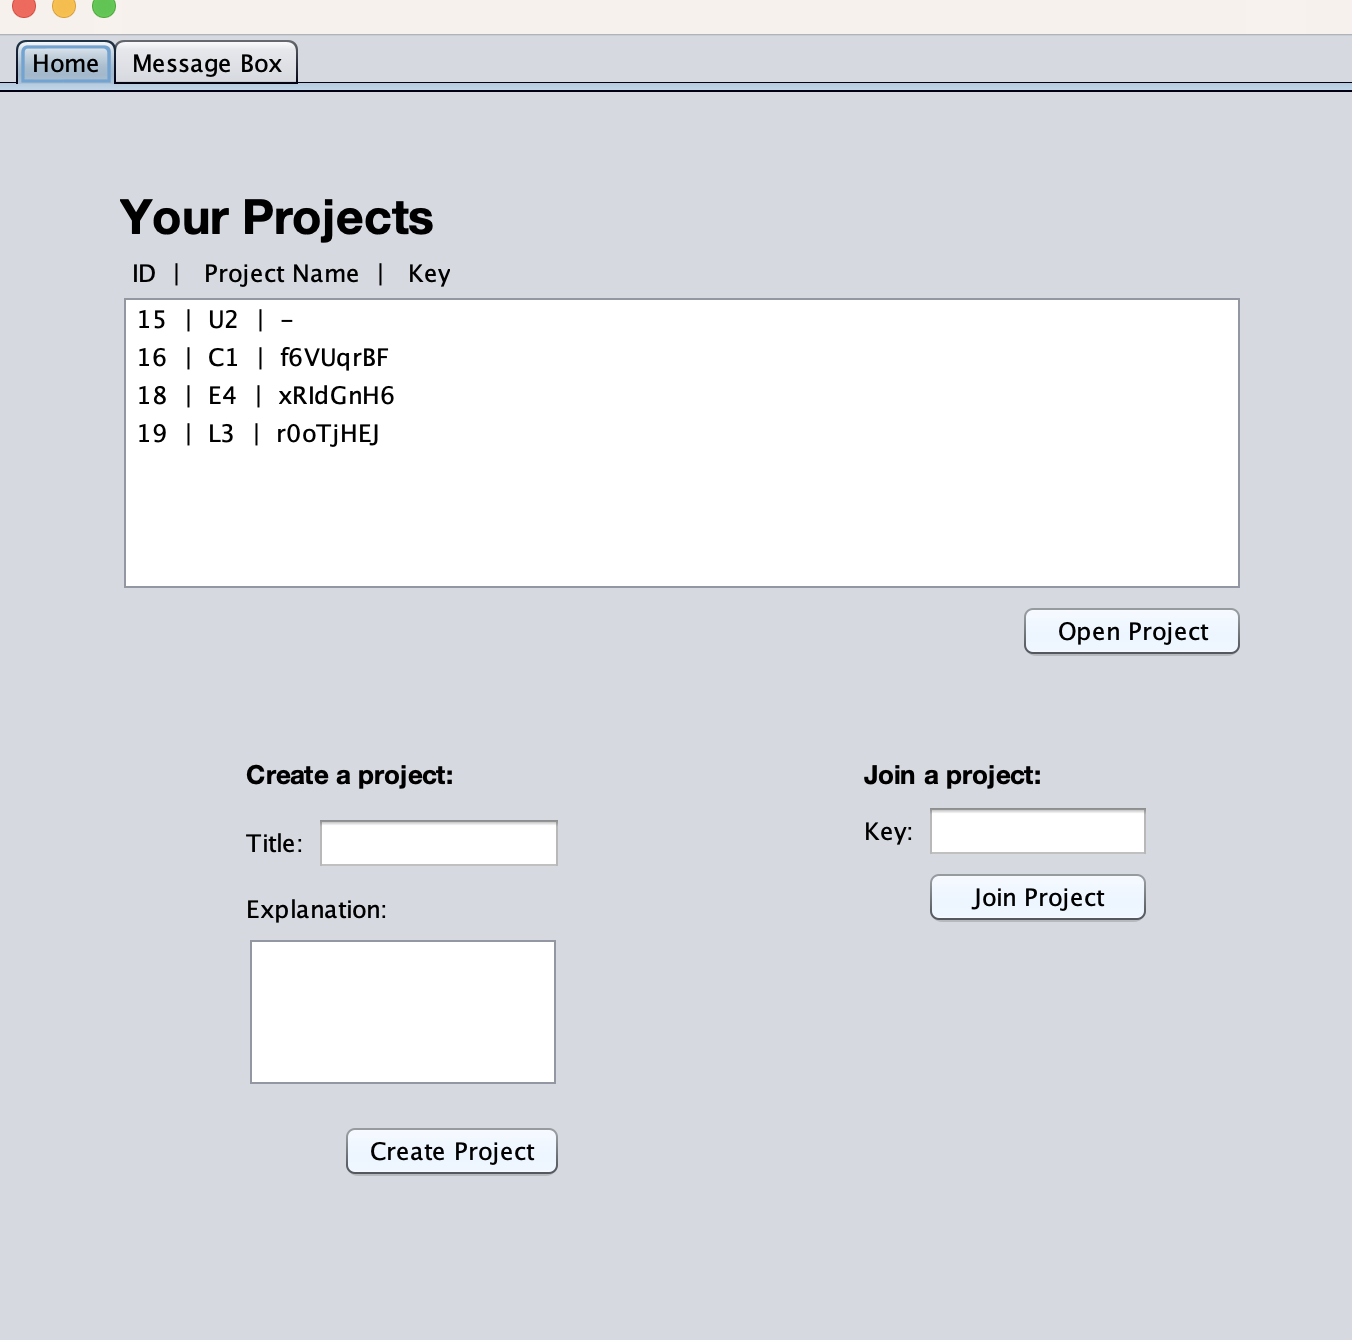 Home
Message Box
Your Projects
ID | Project Name | Key
15 | U2 | -
16 | C1 | f6VUqrBF
18 | E4 | xRIdGnH6
19 | L3 | r0oTjHEJ
Open Project
Create a project:
Title:
Explanation:
Create Project
Join a project:
Key:
Join Project